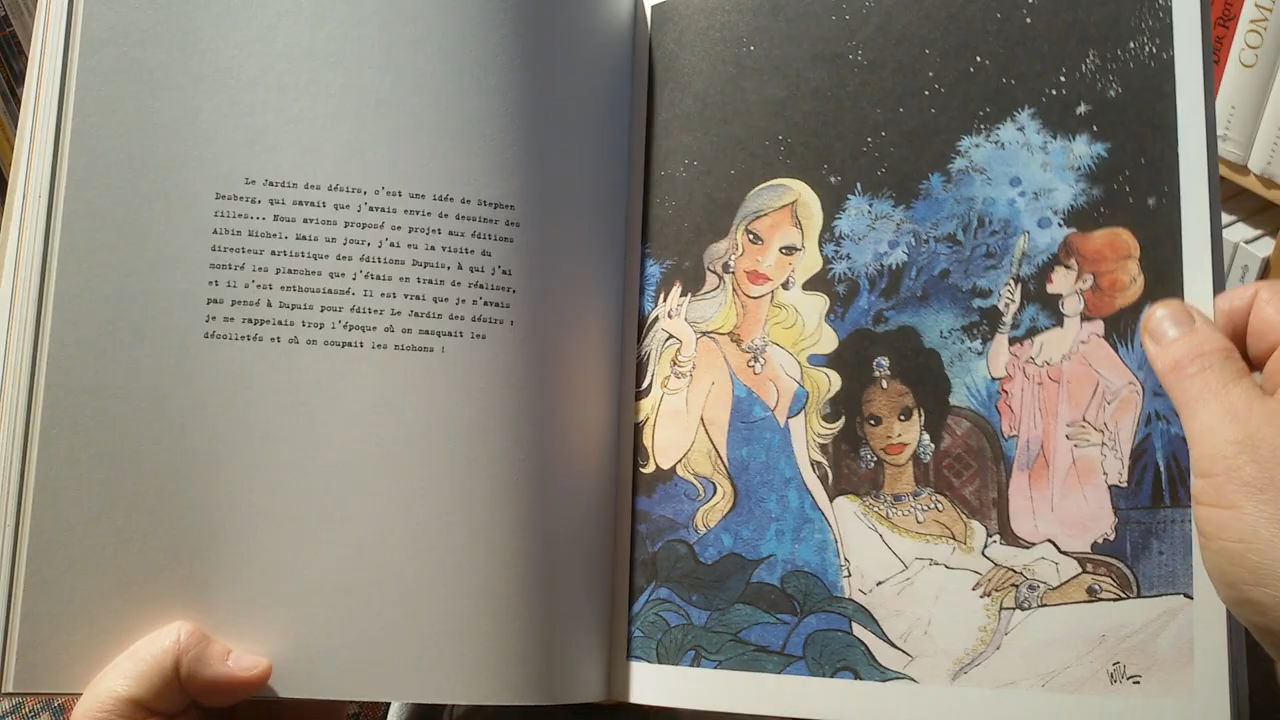 Le Jardin des désirs, c'est une idée de Stephen
Desberg, qui savait que j'avais envie de dessiner des
filles... Nous avions proposé ce projet aux éditions
Albin Michel. Mais un jour, j'ai eu la visite du
directeur artistique des éditions Dupuis, à qui j'ai
montré les planches que j'étais en train de réaliser,
et il s'est enthousiasmé. Il est vrai que je n'avais
pas pensé à Dupuis pour éditer Le Jardin des désirs :
je me rappelais trop l'époque où on masquait les
décolletés et où on coupait les nichons !
WILL
DER ROT
COM